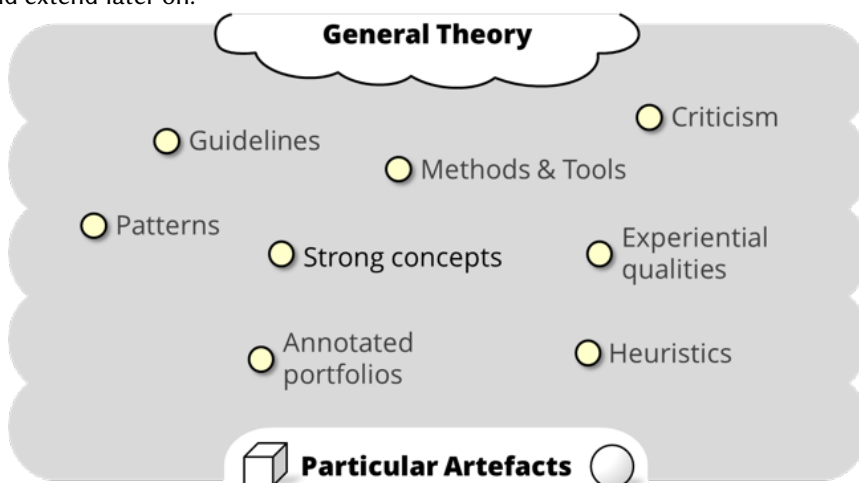 nd extend later on.
General Theory
Criticism
Guidelines
Methods & Tools
Patterns
Experiential
qualities
Strong concepts
Annotated
portfolios
Heuristics
Particular Artefacts